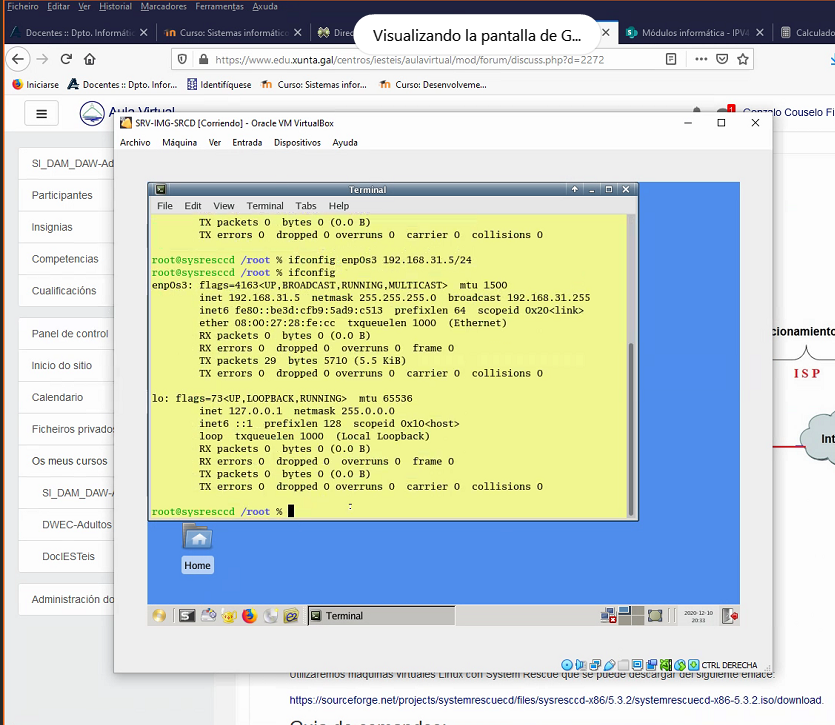 Ficheiro Editar Ver Historial Marcadores Ferramentas Axuda
Docentes :: Dpto. Informátic
Curso: Sistemas informáticos
Direc
Visualizando la pantalla de G...
Módulos informática - IPV4
Calculado
https://www.edu.xunta.gal/centros/iesteis/aulavirtual/mod/forum/discuss.php?d=2272
Iniciarse
Docentes :: Dpto. Infor...
Identifíquese
Curso: Sistemas infor...
Curso: Desenvolveme...
Aula Virtual
1
Gonzalo Couselo Fi
SRV-IMG-SRCD [Corriendo] - Oracle VM VirtualBox
Archivo Máquina Ver Entrada Dispositivos Ayuda
SI_DAM_DAW-Ad
Participantes
Insignias
Competencias
Cualificacións
Panel de control
Inicio do sitio
Calendario
Ficheiros privados
Os meus cursos
SI_DAM_DAW-A
DWEC-Adultos
DocIESTeis
Administración do
Terminal
File Edit View Terminal Tabs Help
TX packets 0 bytes 0 (0.0 B)
TX errors 0 dropped 0 overruns 0 carrier 0 collisions 0
root@sysresccd /root % ifconfig enp0s3 192.168.31.5/24
root@sysresccd /root % ifconfig
enp0s3: flags=4163<UP,BROADCAST,RUNNING,MULTICAST> mtu 1500
inet 192.168.31.5 netmask 255.255.255.0 broadcast 192.168.31.255
inet6 fe80::be3d:cfb9:5ad9:c513 prefixlen 64 scopeid 0x20<link>
ether 08:00:27:28:fe:cc txqueuelen 1000 (Ethernet)
RX packets 0 bytes 0 (0.0 B)
RX errors 0 dropped 0 overruns 0 frame 0
TX packets 29 bytes 5710 (5.5 KiB)
TX errors 0 dropped 0 overruns 0 carrier 0 collisions 0
lo: flags=73<UP,LOOPBACK,RUNNING> mtu 65536
inet 127.0.0.1 netmask 255.0.0.0
inet6 ::1 prefixlen 128 scopeid 0x10<host>
loop txqueuelen 1000 (Local Loopback)
RX packets 0 bytes 0 (0.0 B)
RX errors 0 dropped 0 overruns 0 frame 0
TX packets 0 bytes 0 (0.0 B)
TX errors 0 dropped 0 overruns 0 carrier 0 collisions 0
root@sysresccd /root %
Home
Terminal
2020-12-10
20:33
CTRL DERECHA
cionamiento
ISP
Int
Utilizaremos máquinas virtuales Linux con System Rescue que se puede descargar del siguiente enlace:
https://sourceforge.net/projects/systemrescuecd/files/sysresccd-x86/5.3.2/systemrescuecd-x86-5.3.2.iso/download.